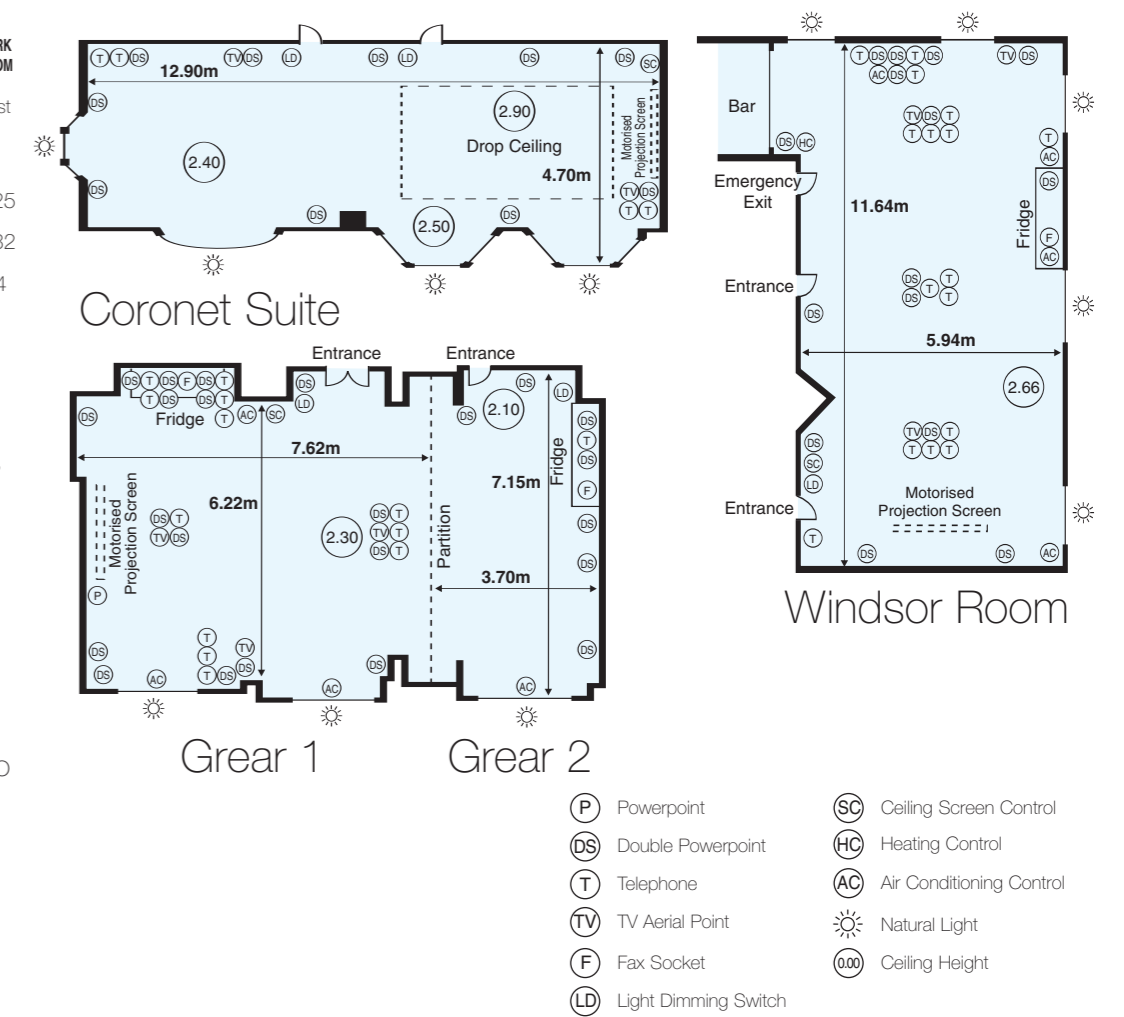 RK
OM
st
25
32
4
O
T T DS TV DS LD DS LD DS DS SC
12.90m
DS
2.40
2.90
Drop Ceiling
Motorised
Projection Screen
4.70m
DS
TV DS
T T
DS
2.50
DS
Coronet Suite
Bar
DS HC
Emergency
Exit
Entrance
DS
DS
SC
LD
Entrance
T
T DS DS T DS
AC DS T
TV DS
TV DS T
T T T
T
AC
DS
Fridge
F
AC
11.64m
DS T
T
DS T
5.94m
2.66
TV DS T
T T T
Motorised
Projection Screen
DS
DS
AC
Windsor Room
Entrance
Entrance
DS T DS F DS T
T DS DS T
Fridge
T
AC SC
DS
LD
DS
7.62m
6.22m
Motorised
Projection Screen
P
DS T
TV DS
2.30
DS T
TV T
DS T
Partition
DS
DS
AC
T
T
T DS
TV
DS
AC
DS
DS
LD
DS
2.10
7.15m
Fridge
DS
T
DS
F
DS
DS
3.70m
DS
AC
Grear 1
Grear 2
P Powerpoint
DS Double Powerpoint
T Telephone
TV TV Aerial Point
F Fax Socket
LD Light Dimming Switch
SC Ceiling Screen Control
HC Heating Control
AC Air Conditioning Control
Natural Light
0.00 Ceiling Height